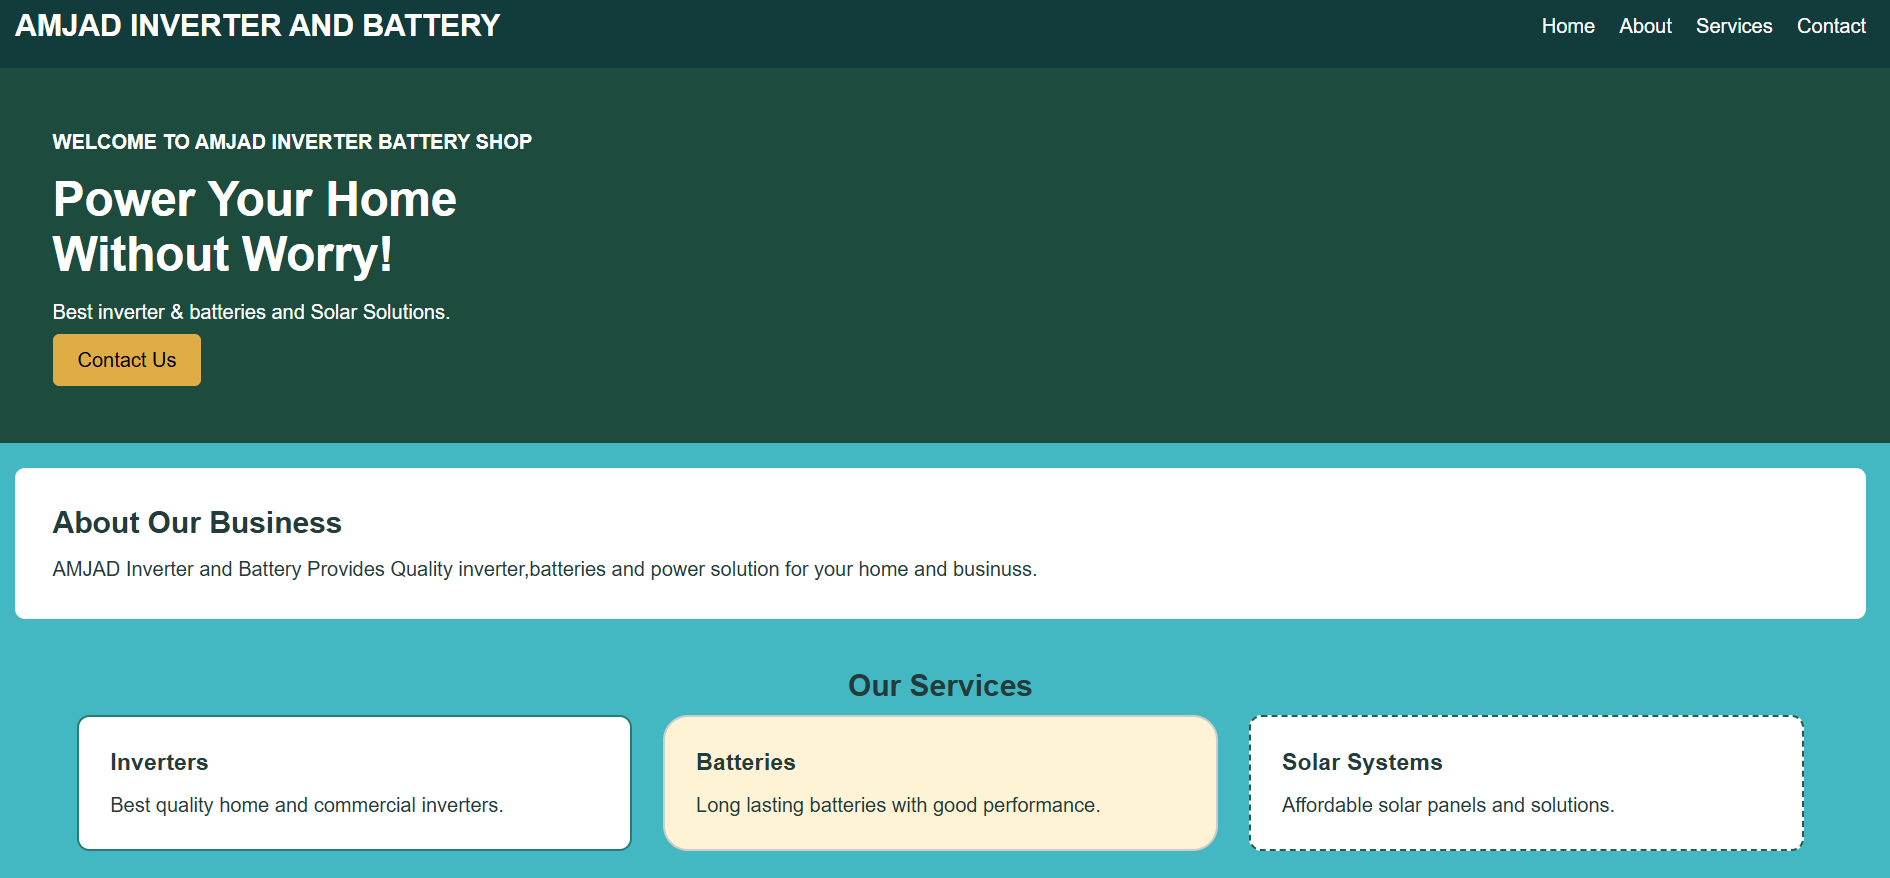 AMJAD INVERTER AND BATTERY
Home About Services Contact
WELCOME TO AMJAD INVERTER BATTERY SHOP
Power Your Home
Without Worry!
Best inverter & batteries and Solar Solutions.
Contact Us
About Our Business
AMJAD Inverter and Battery Provides Quality inverter,batteries and power solution for your home and businuss.
Our Services
Inverters
Best quality home and commercial inverters.
Batteries
Long lasting batteries with good performance.
Solar Systems
Affordable solar panels and solutions.